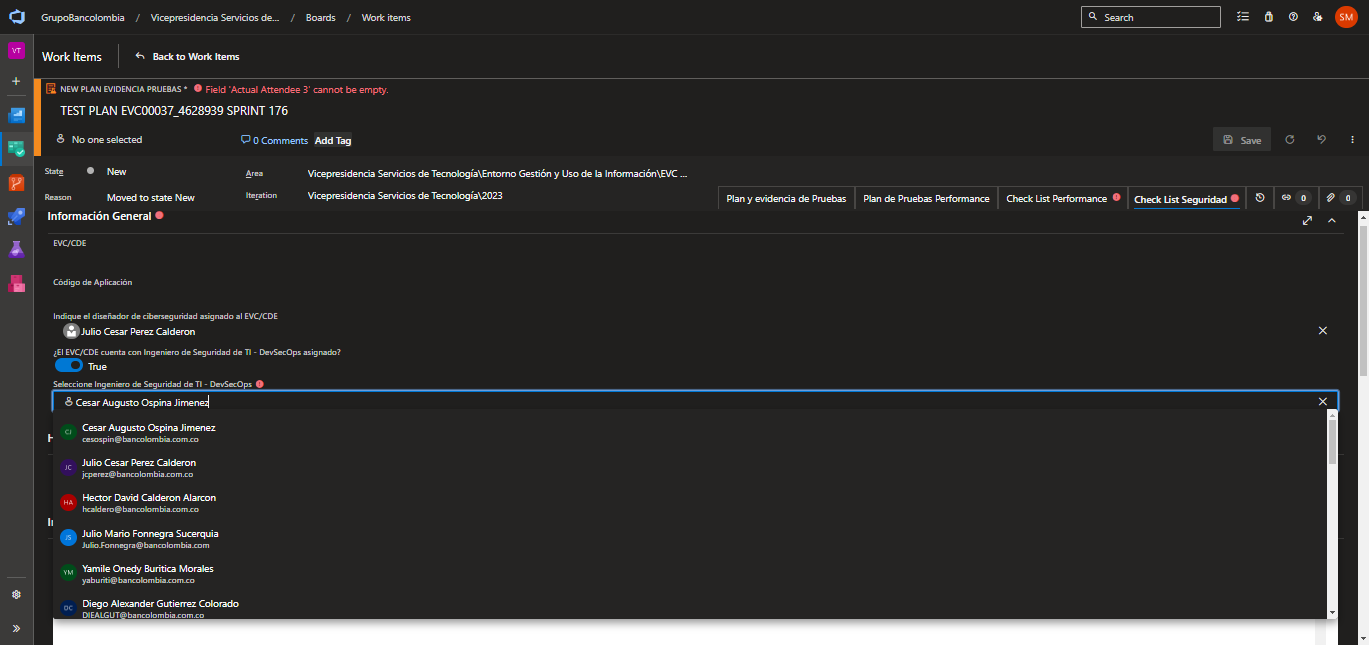 GrupoBancolombia / Vicepresidencia Servicios de... / Boards / Work items
Search
SM
VT
Work Items
Back to Work Items
NEW PLAN EVIDENCIA PRUEBAS * Field 'Actual Attendee 3' cannot be empty.
TEST PLAN EVC00037_4628939 SPRINT 176
No one selected
0 Comments
Add Tag
Save
State
New
Area
Vicepresidencia Servicios de Tecnología\Entorno Gestión y Uso de la Información\EVC ...
Reason
Moved to state New
Iteration
Vicepresidencia Servicios de Tecnología\2023
Plan y evidencia de Pruebas
Plan de Pruebas Performance
Check List Performance
Check List Seguridad
0
0
Información General
EVC/CDE
Código de Aplicación
Indique el diseñador de ciberseguridad asignado al EVC/CDE
Julio Cesar Perez Calderon
¿El EVC/CDE cuenta con Ingeniero de Seguridad de TI - DevSecOps asignado?
True
Seleccione Ingeniero de Seguridad de TI - DevSecOps
Cesar Augusto Ospina Jimenez
CJ
Cesar Augusto Ospina Jimenez
cesospin@bancolombia.com.co
JC
Julio Cesar Perez Calderon
jcperez@bancolombia.com.co
HA
Hector David Calderon Alarcon
hcaldero@bancolombia.com.co
JS
Julio Mario Fonnegra Sucerquia
Julio.Fonnegra@bancolombia.com
YM
Yamile Onedy Buritica Morales
yaburiti@bancolombia.com.co
DC
Diego Alexander Gutierrez Colorado
DIEALGUT@bancolombia.com.co